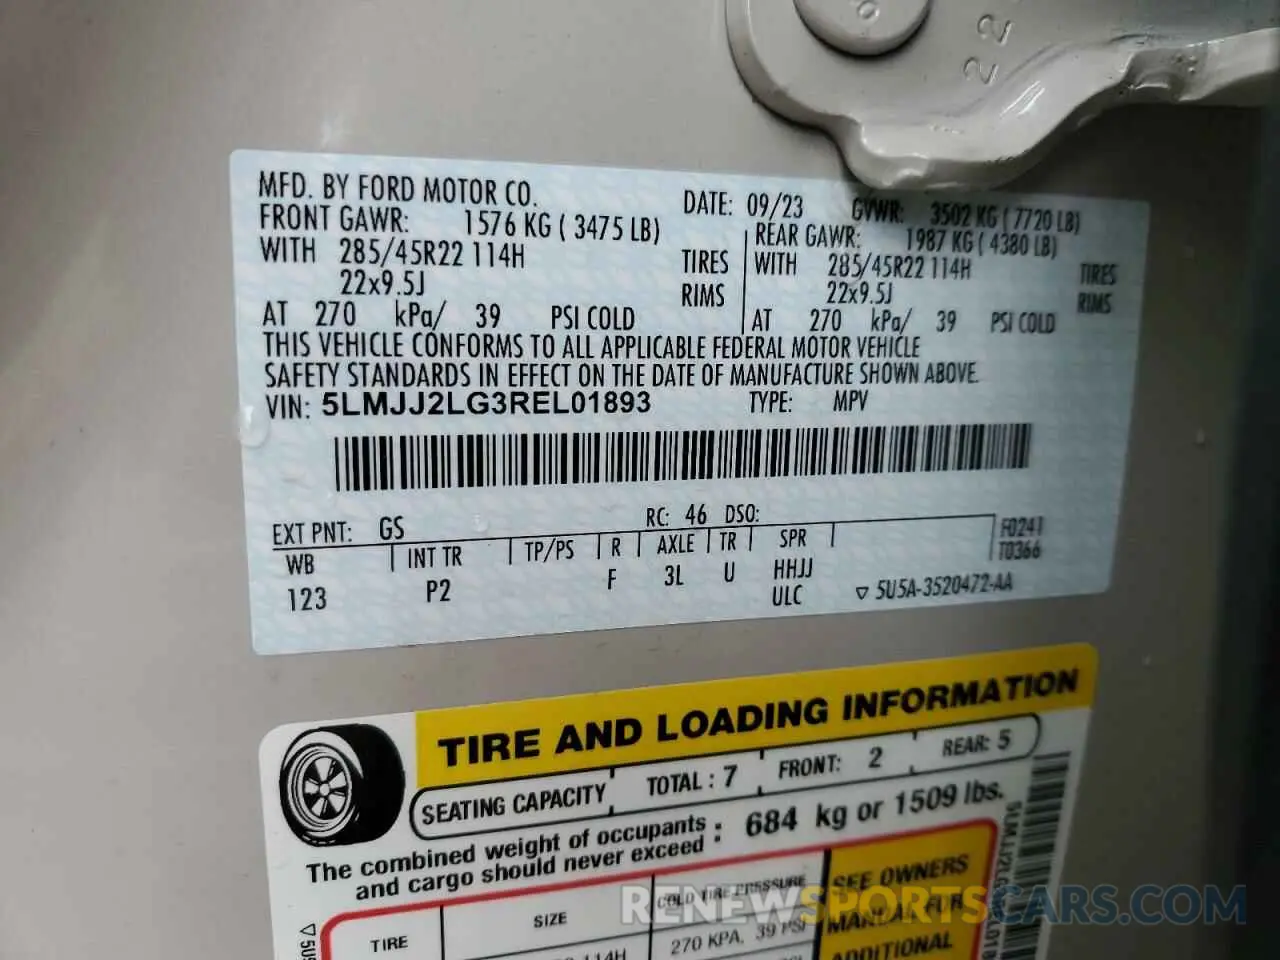 22
MFD. BY FORD MOTOR CO. DATE: 09/23 GVWR: 3502 KG ( 7720 LB)
FRONT GAWR: 1576 KG ( 3475 LB) REAR GAWR: 1987 KG ( 4380 LB)
WITH 285/45R22 114H TIRES WITH 285/45R22 114H TIRES
22x9.5J RIMS 22x9.5J RIMS
AT 270 kPa/ 39 PSI COLD AT 270 kPa/ 39 PSI COLD
THIS VEHICLE CONFORMS TO ALL APPLICABLE FEDERAL MOTOR VEHICLE
SAFETY STANDARDS IN EFFECT ON THE DATE OF MANUFACTURE SHOWN ABOVE.
VIN: 5LMJJ2LG3REL01893 TYPE: MPV
EXT PNT: GS RC: 46 DSO: F0241
WB INT TR TP/PS R AXLE TR SPR T0366
123 P2 F 3L U HHJJ
ULC ▽ 5U5A-3520472-AA
TIRE AND LOADING INFORMATION
SEATING CAPACITY TOTAL : 7 FRONT: 2 REAR: 5
The combined weight of occupants : 684 kg or 1509 lbs.
and cargo should never exceed
TIRE SIZE COLD TIRE PRESSURE SEE OWNERS
114H 270 KPA, 39 PSI MANUAL FOR
ADDITIONAL
RENEWSPORTSCARS.COM